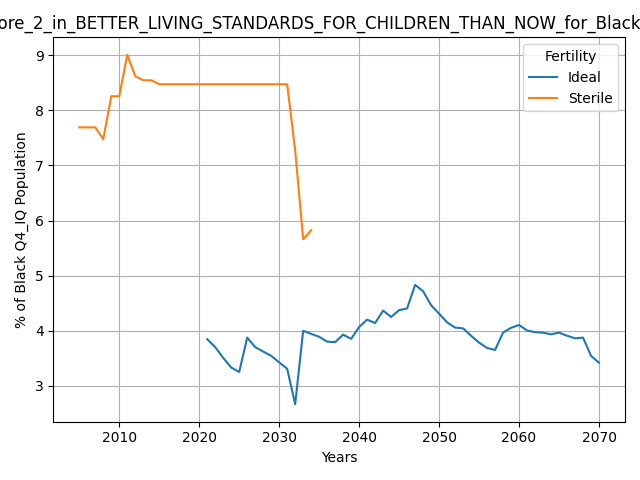 ore_2_in_BETTER_LIVING_STANDARDS_FOR_CHILDREN_THAN_NOW_for_Black
Fertility
Ideal
Sterile
9
8
7
6
5
4
3
% of Black Q4_IQ Population
2010 2020 2030 2040 2050 2060 2070
Years